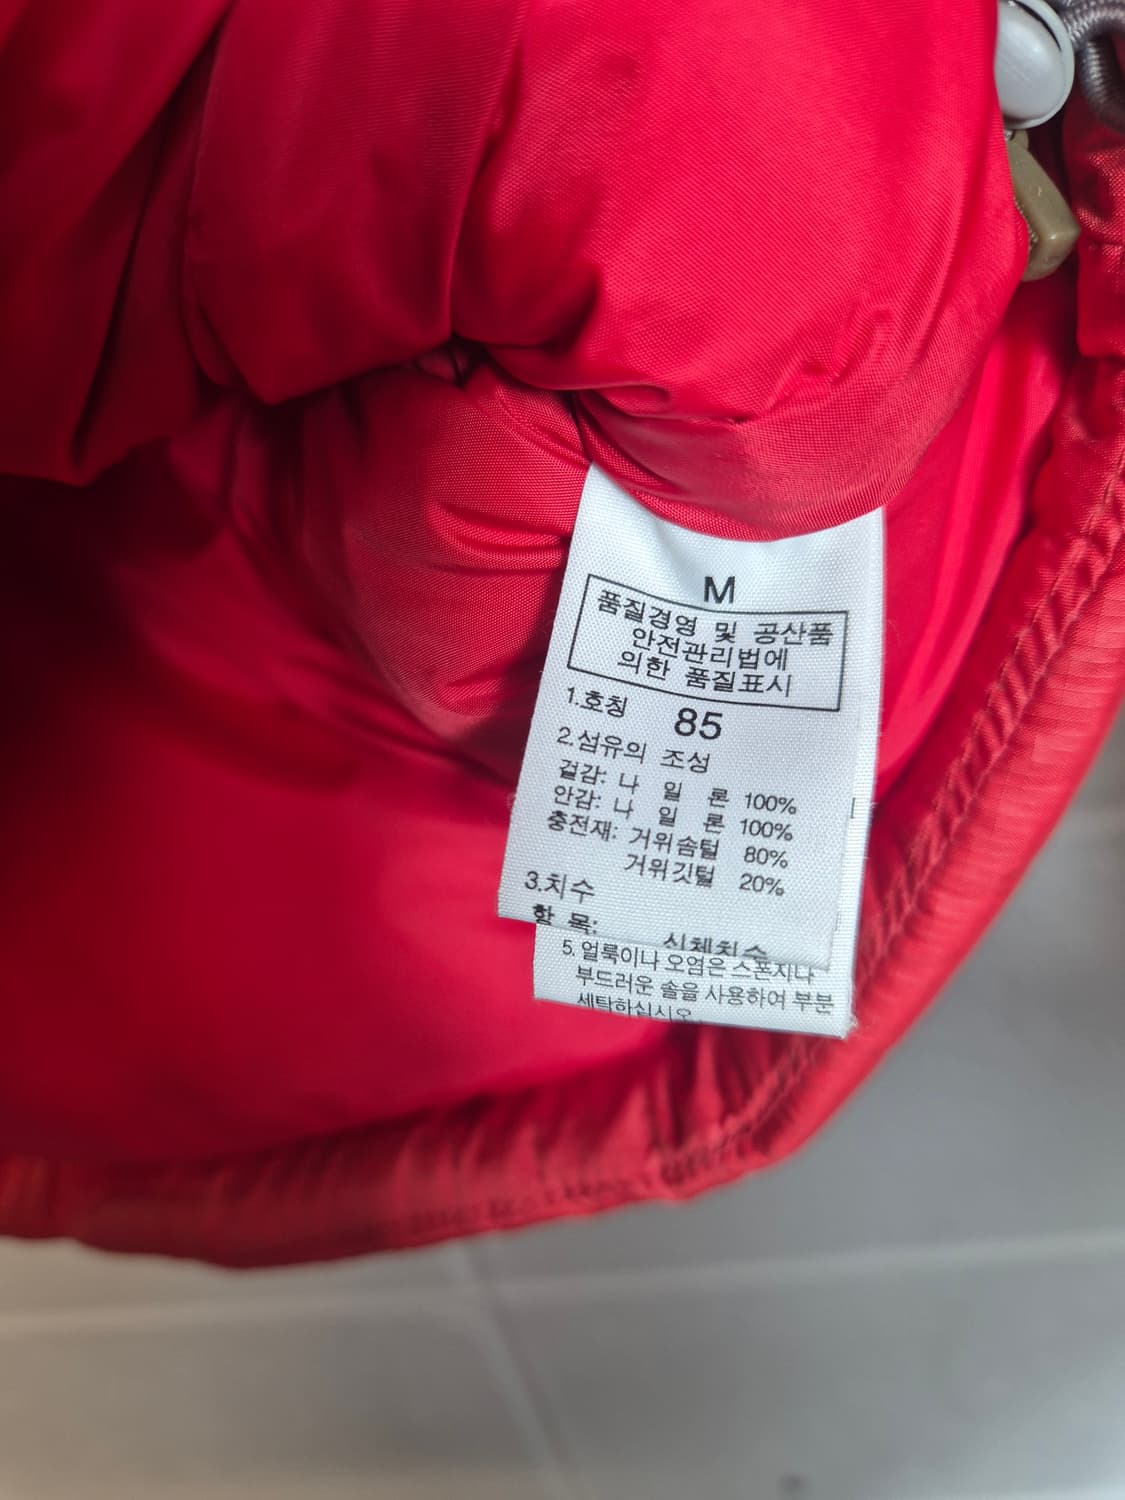 M
품질경영 및 공산품
안전관리법에
의한 품질표시
1.호칭 85
2.섬유의 조성
겉감: 나 일 론 100%
안감: 나 일 론 100%
충전재: 거위솜털 80%
거위깃털 20%
3.치수
항 목: 신체치수
5. 얼룩이나 오염은 스폰지나
부드러운 솔을 사용하여 부분
세탁하십시오.